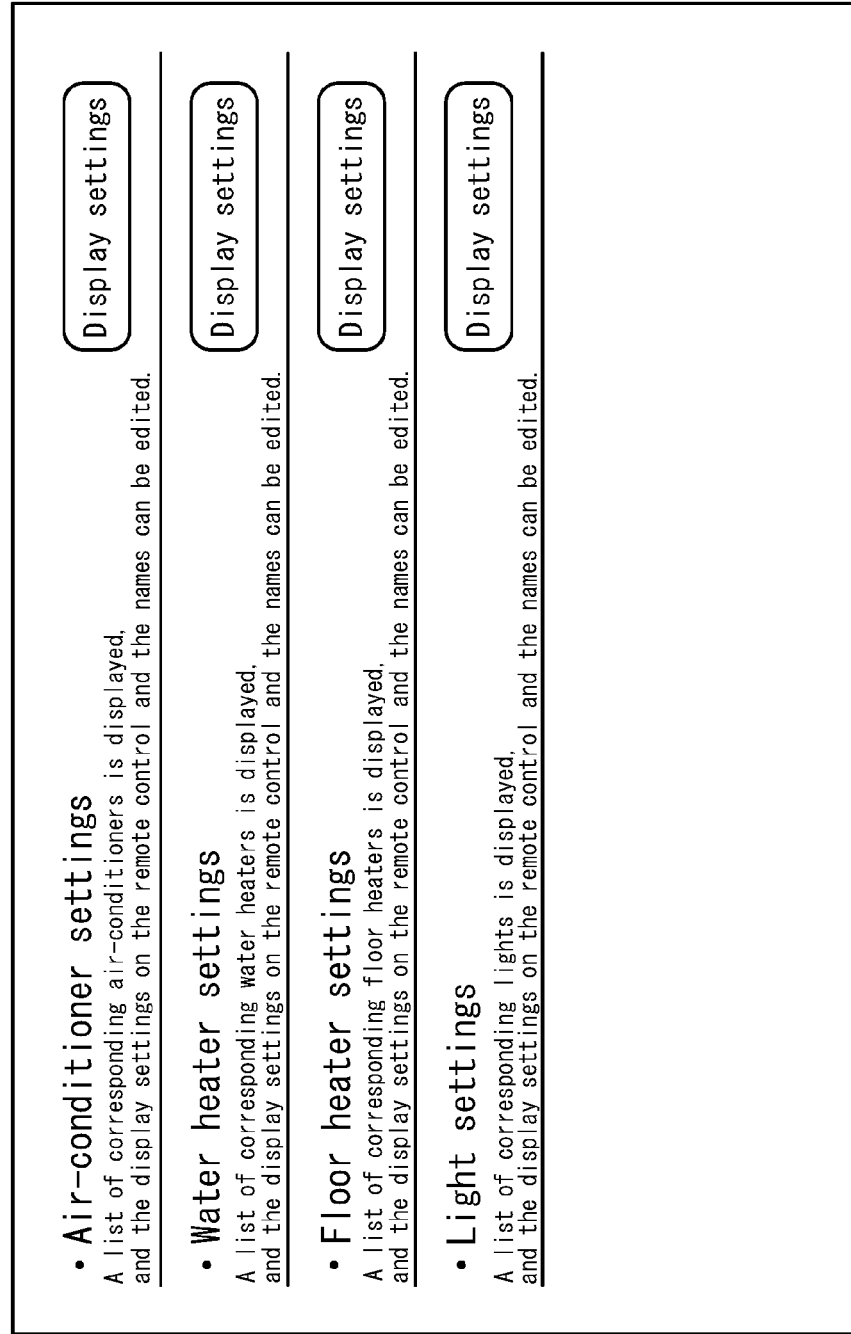 • Air-conditioner settings
A list of corresponding air-conditioners is displayed,
and the display settings on the remote control and the names can be edited.
Display settings
• Water heater settings
A list of corresponding water heaters is displayed,
and the display settings on the remote control and the names can be edited.
Display settings
• Floor heater settings
A list of corresponding floor heaters is displayed,
and the display settings on the remote control and the names can be edited.
Display settings
• Light settings
A list of corresponding lights is displayed,
and the display settings on the remote control and the names can be edited.
Display settings